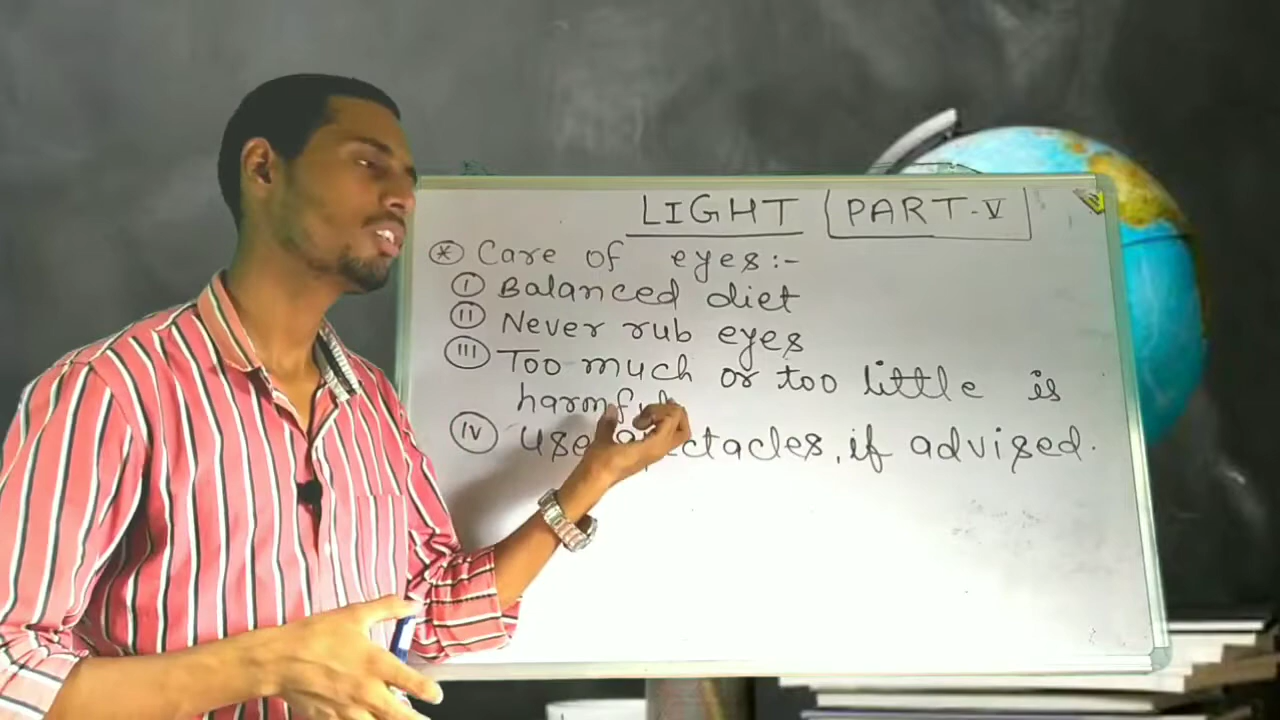 LIGHT PART-V
* Care of eyes:-
I Balanced diet
II Never rub eyes
III Too much or too little is
harmful
IV use spectacles, if advised.